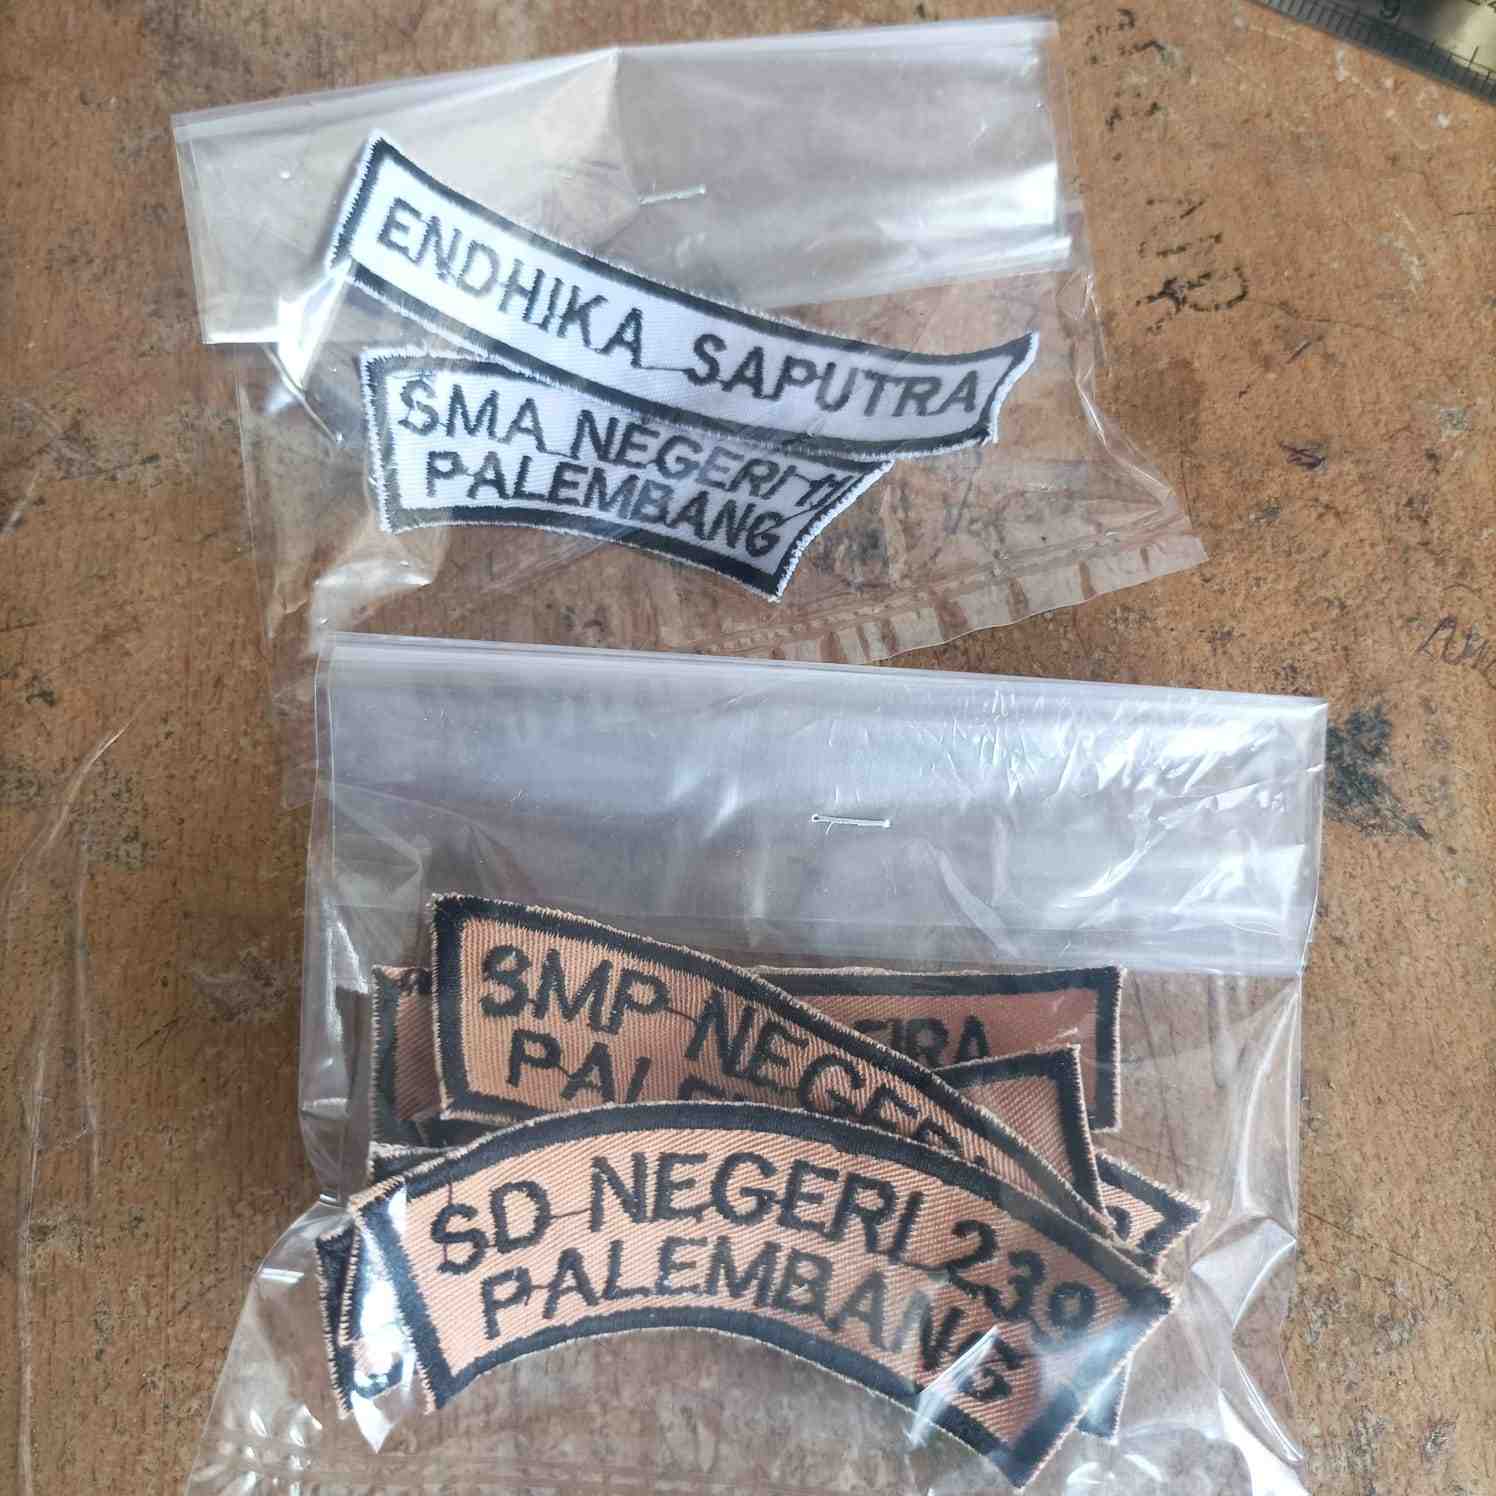 ENDHIKA SAPUTRA
SMA NEGERI 11
PALEMBANG
SMP NEGERI
SD NEGERI 239
PALEMBANG